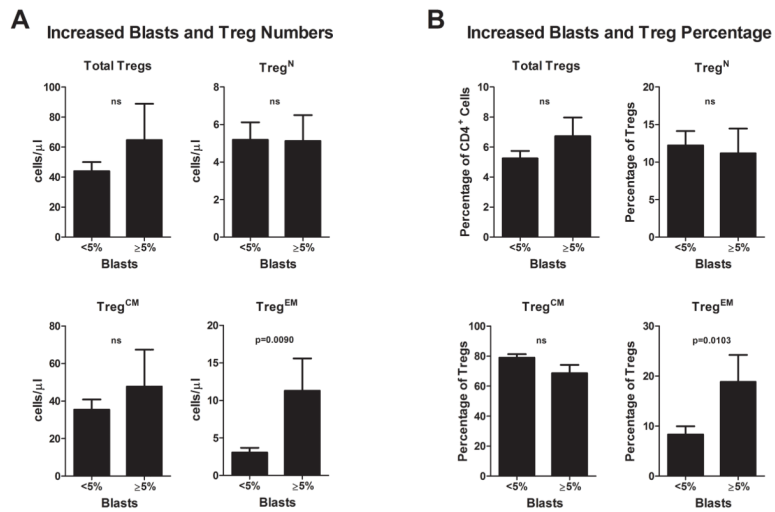 A Increased Blasts and Treg Numbers
Total Tregs
ns
cells/µl
100
80
60
40
20
0
<5% ≥5%
Blasts
Treg^N
ns
cells/µl
8
6
4
2
0
<5% ≥5%
Blasts
Treg^CM
ns
cells/µl
80
60
40
20
0
<5% ≥5%
Blasts
Treg^EM
p=0.0090
cells/µl
15
10
5
0
<5% ≥5%
Blasts
B Increased Blasts and Treg Percentage
Total Tregs
ns
Percentage of CD4⁺ Cells
10
8
6
4
2
0
<5% ≥5%
Blasts
Treg^N
ns
Percentage of Tregs
20
15
10
5
0
<5% ≥5%
Blasts
Treg^CM
ns
Percentage of Tregs
100
80
60
40
20
0
<5% ≥5%
Blasts
Treg^EM
p=0.0103
Percentage of Tregs
30
20
10
0
<5% ≥5%
Blasts